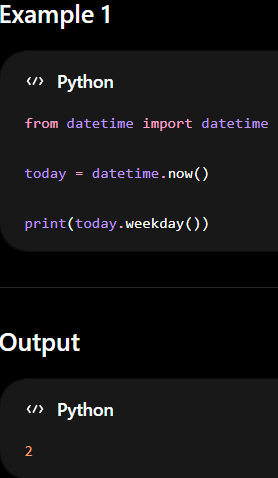 Example 1
Python
from datetime import datetime
today = datetime.now()
print(today.weekday())
Output
Python
2